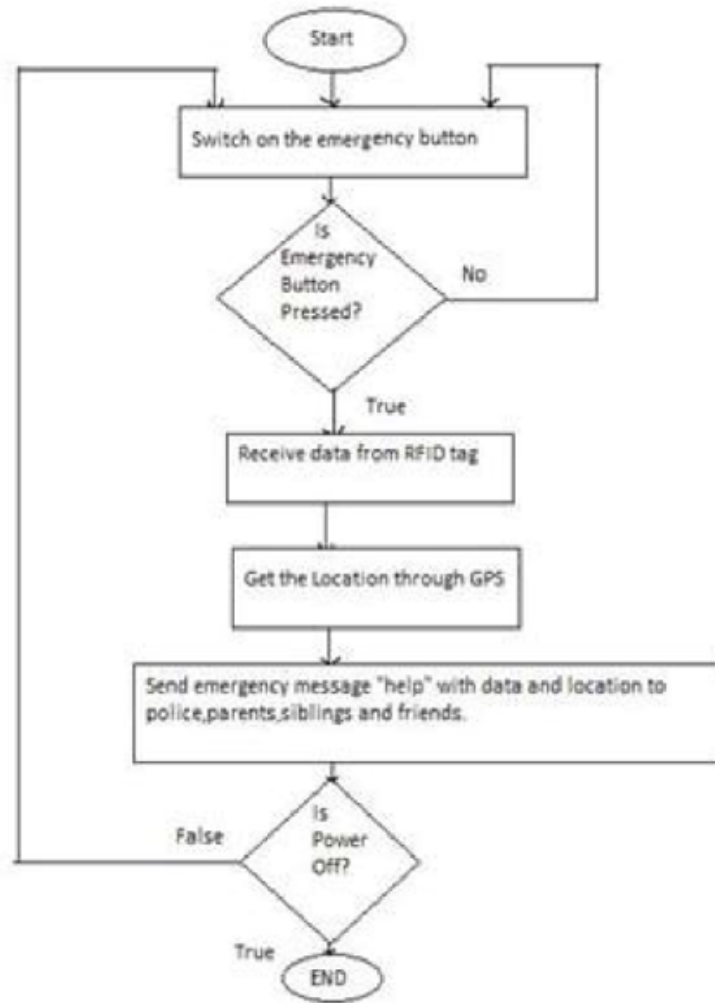 Start
Switch on the emergency button
Is
Emergency
Button
Pressed?
No
True
Receive data from RFID tag
Get the Location through GPS
Send emergency message "help" with data and location to
police,parents,siblings and friends.
Is
Power
Off?
False
True
END